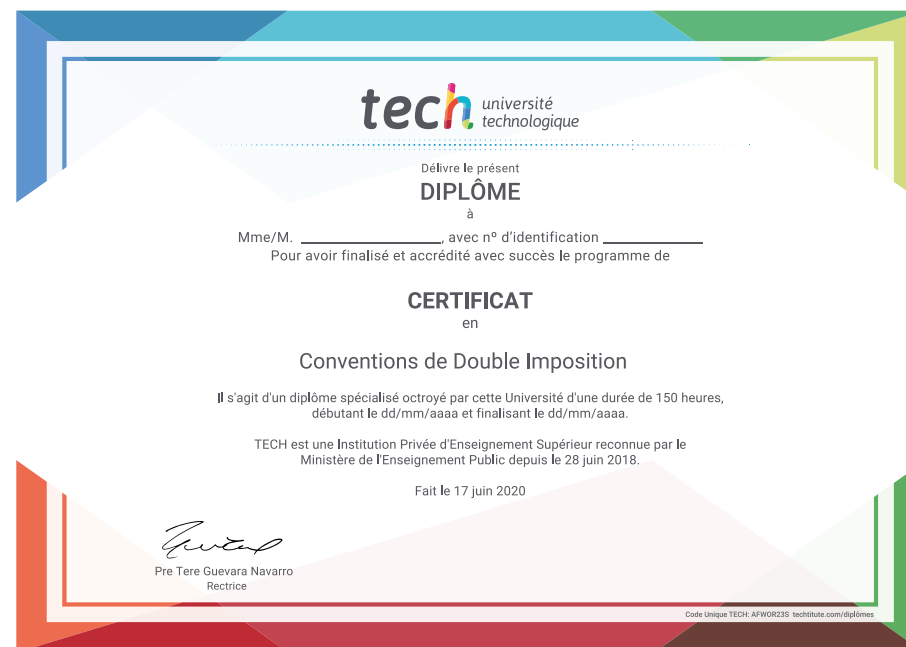 tech université
technologique
Délivre le présent
DIPLÔME
à
Mme/M. ____________________, avec nº d'identification ______________
Pour avoir finalisé et accrédité avec succès le programme de
CERTIFICAT
en
Conventions de Double Imposition
Il s'agit d'un diplôme spécialisé octroyé par cette Université d'une durée de 150 heures,
débutant le dd/mm/aaaa et finalisant le dd/mm/aaaa.
TECH est une Institution Privée d'Enseignement Supérieur reconnue par le
Ministère de l'Enseignement Public depuis le 28 juin 2018.
Fait le 17 juin 2020
Pre Tere Guevara Navarro
Rectrice
Code Unique TECH: AFWOR23S techtitute.com/diplômes